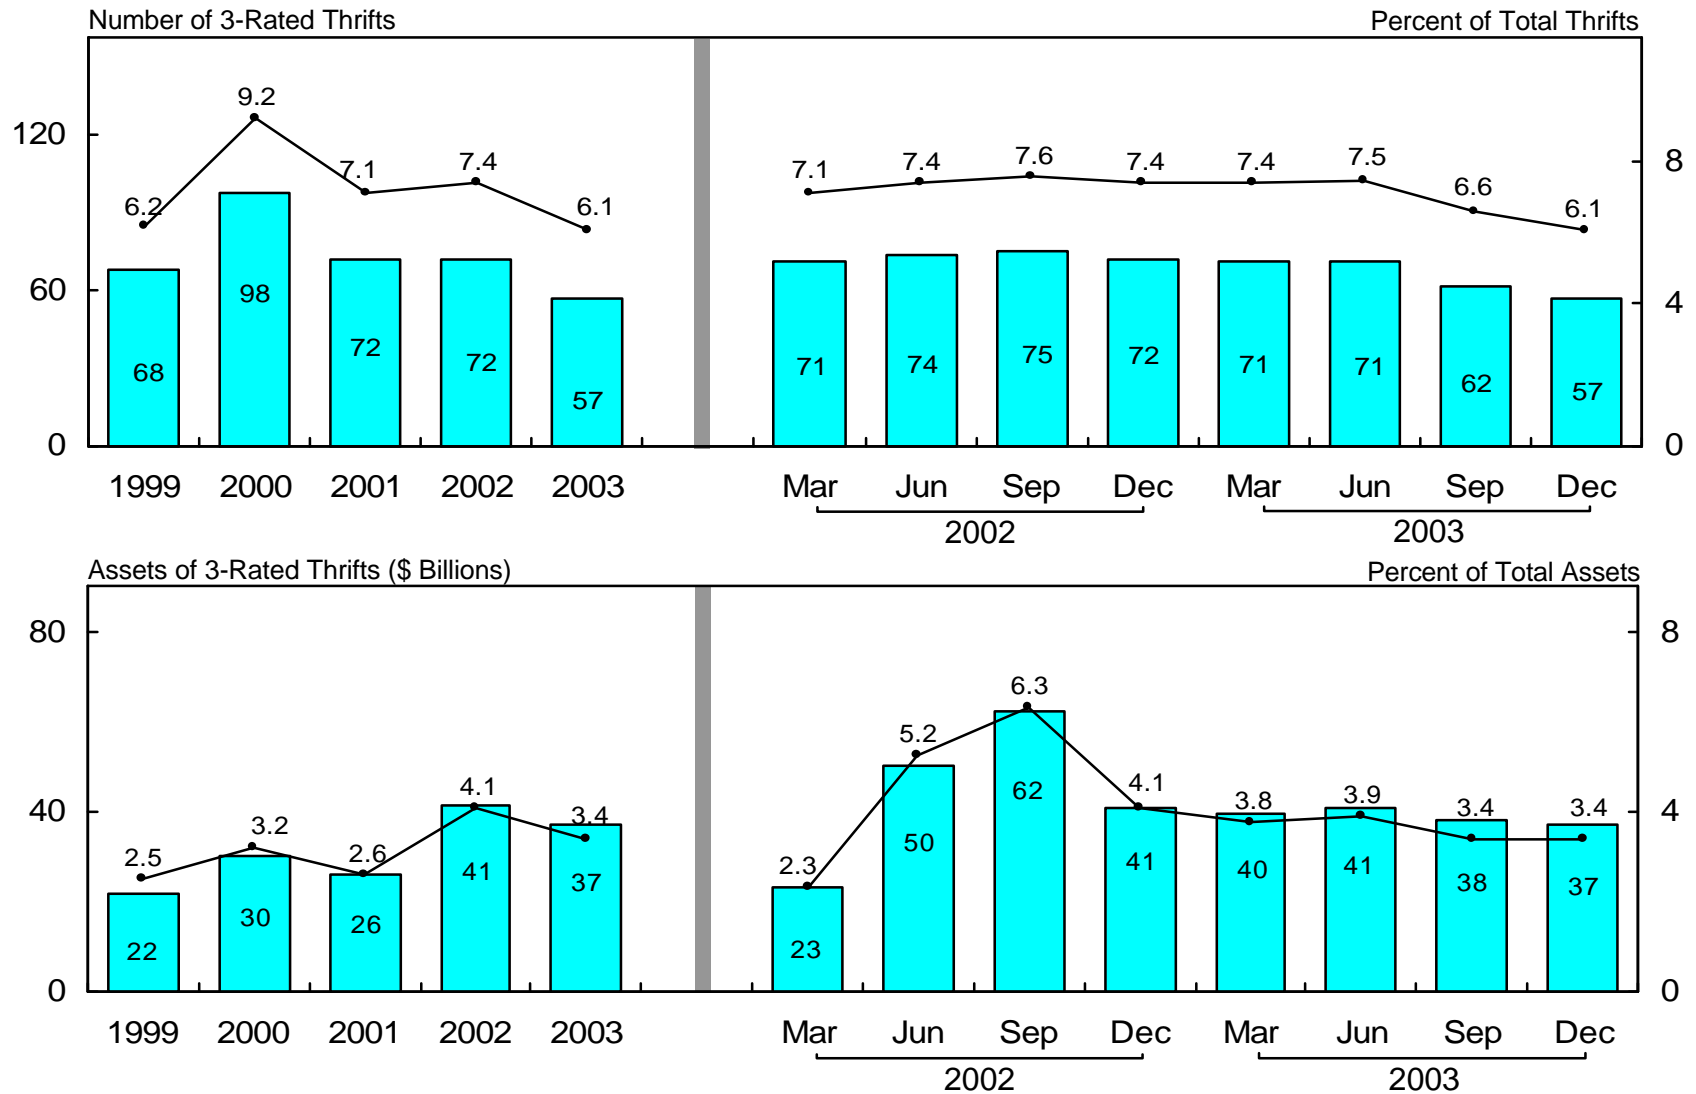 Number of 3-Rated Thrifts Percent of Total Thrifts
9.2
120
7.1 7.4 7.1 7.4 7.6 7.4 7.4 7.5 8
6.2 6.1 6.6 6.1
60 98 4
68 72 72 57 71 74 75 72 71 71 62 57
0 0
1999 2000 2001 2002 2003 Mar Jun Sep Dec Mar Jun Sep Dec
2002 2003
Assets of 3-Rated Thrifts ($ Billions) Percent of Total Assets
80 8
6.3
5.2
4.1 4.1
40 3.4 3.8 3.9 3.4 3.4 4
2.5 3.2 2.6 2.3
22 30 26 41 37 23 50 62 41 40 41 38 37
0 0
1999 2000 2001 2002 2003 Mar Jun Sep Dec Mar Jun Sep Dec
2002 2003